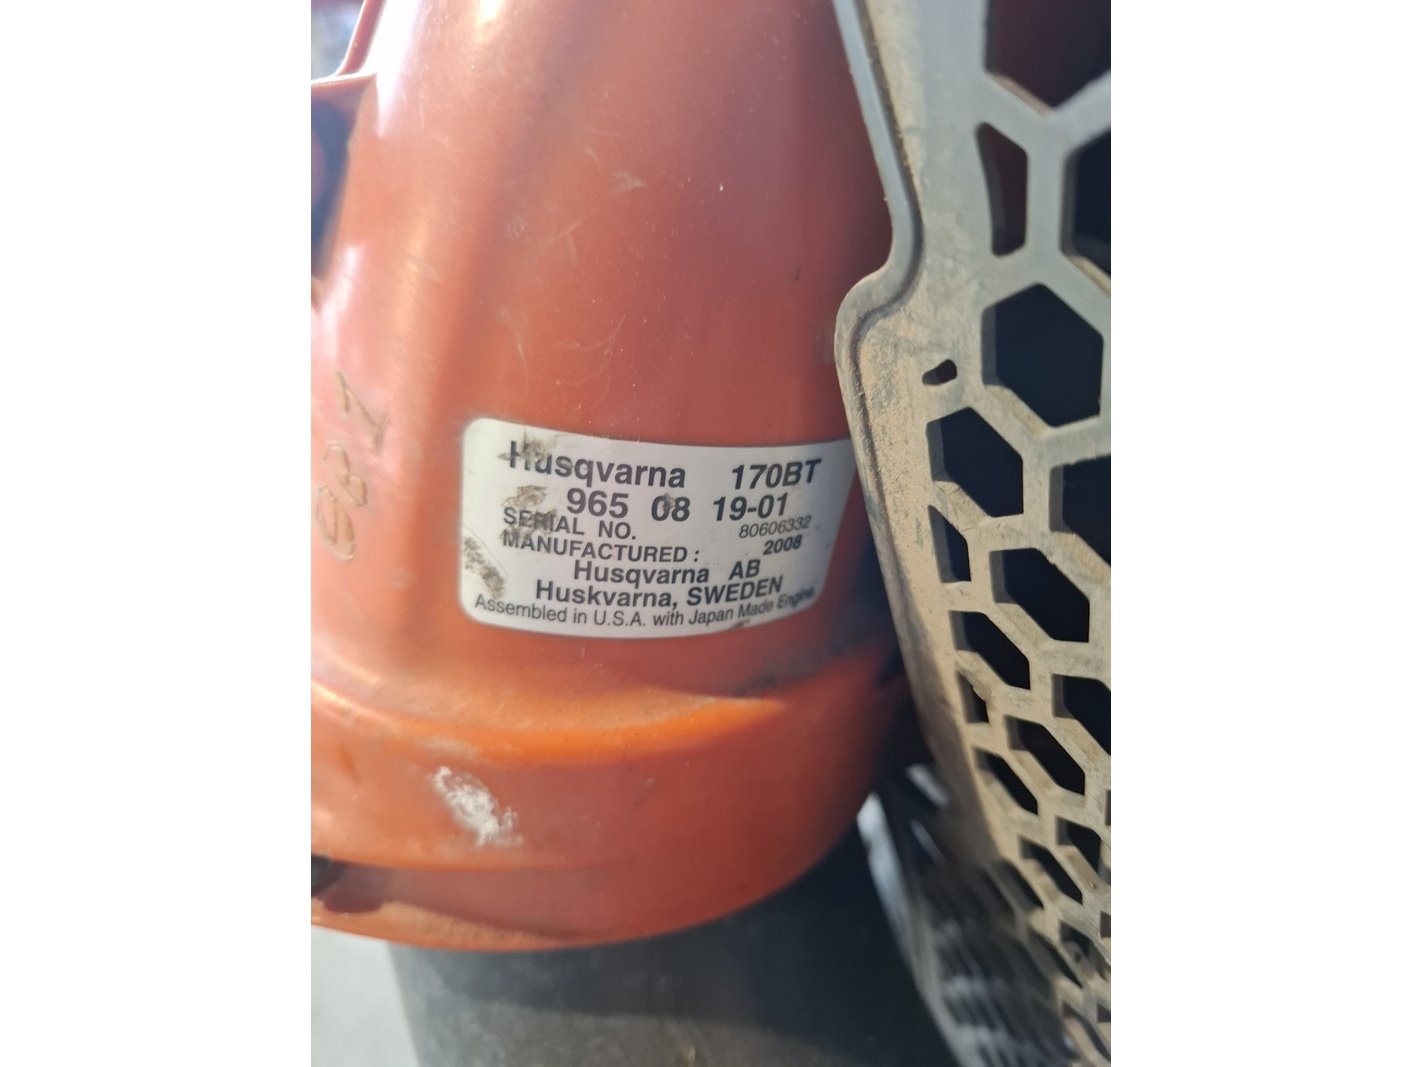 Husqvarna 170BT
965 08 19-01
SERIAL NO. 80606332
MANUFACTURED: 2008
Husqvarna AB
Huskvarna, SWEDEN
Assembled in U.S.A. with Japan Made Engine.